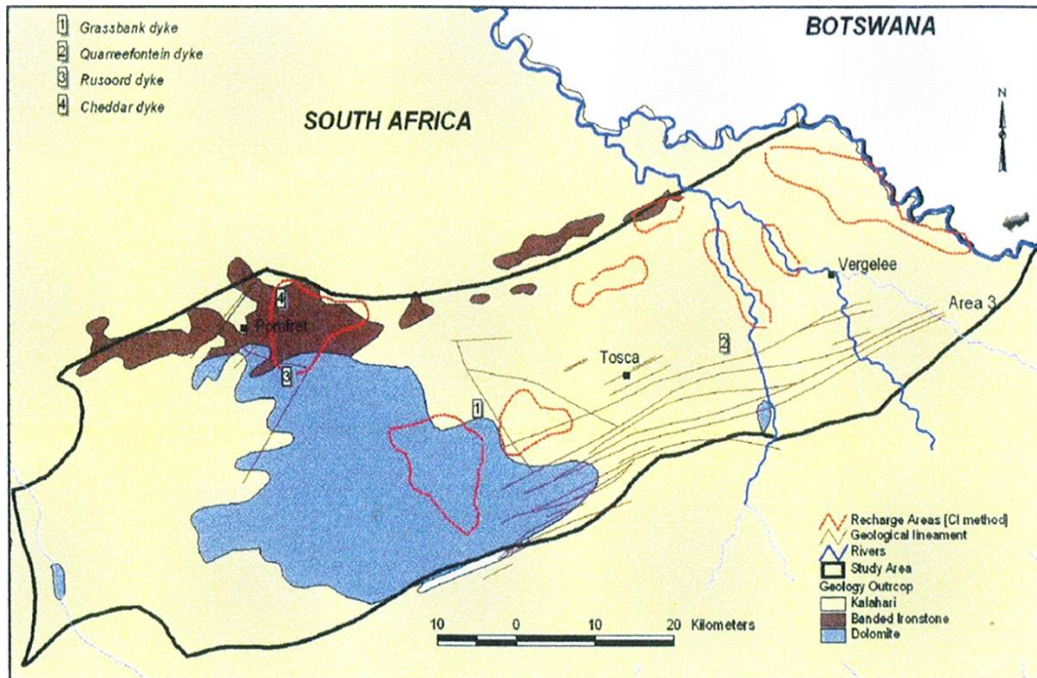 1 Grassbank dyke
2 Quarreefontein dyke
3 Rusoord dyke
4 Cheddar dyke
BOTSWANA
SOUTH AFRICA
N
Vergelee
4
Pomfret
Area 3
2
3
Tosca
1
Recharge Areas [Cl method]
Geological lineament
Rivers
Study Area
Geology Outrcop
Kalahari
Banded Ironstone
Dolomite
10 0 10 20 Kilometers